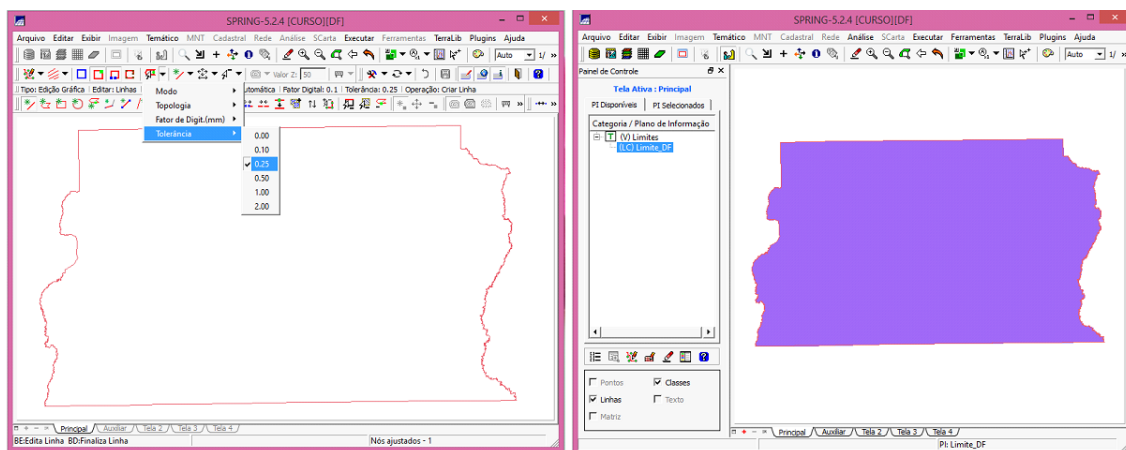 SPRING-5.2.4 [CURSO][DF]
Arquivo Editar Exibir Imagem Temático MNT Cadastral Rede Análise SCarta Executar Ferramentas TerraLib Plugins Ajuda
Auto 1/ »
Valor Z: 50
Tipo: Edição Gráfica | Editar: Linhas utomática | Fator Digital: 0.1 | Tolerância: 0.25 | Operação: Criar Linha
Modo
Topologia
Fator de Digit.(mm)
Tolerância
0.00
0.10
0.25
0.50
1.00
2.00
Principal Auxiliar Tela 2 Tela 3 Tela 4
BE:Edita Linha BD:Finaliza Linha Nós ajustados - 1
SPRING-5.2.4 [CURSO][DF]
Arquivo Editar Exibir Imagem Temático MNT Cadastral Rede Análise SCarta Executar Ferramentas TerraLib Plugins Ajuda
Auto 1/ »
Painel de Controle
Tela Ativa : Principal
PI Disponíveis PI Selecionados
Categoria / Plano de Informação
T (V) Limites
(LC) Limite_DF
Pontos Classes
Linhas Texto
Matriz
Principal Auxiliar Tela 2 Tela 3 Tela 4
PI: Limite_DF